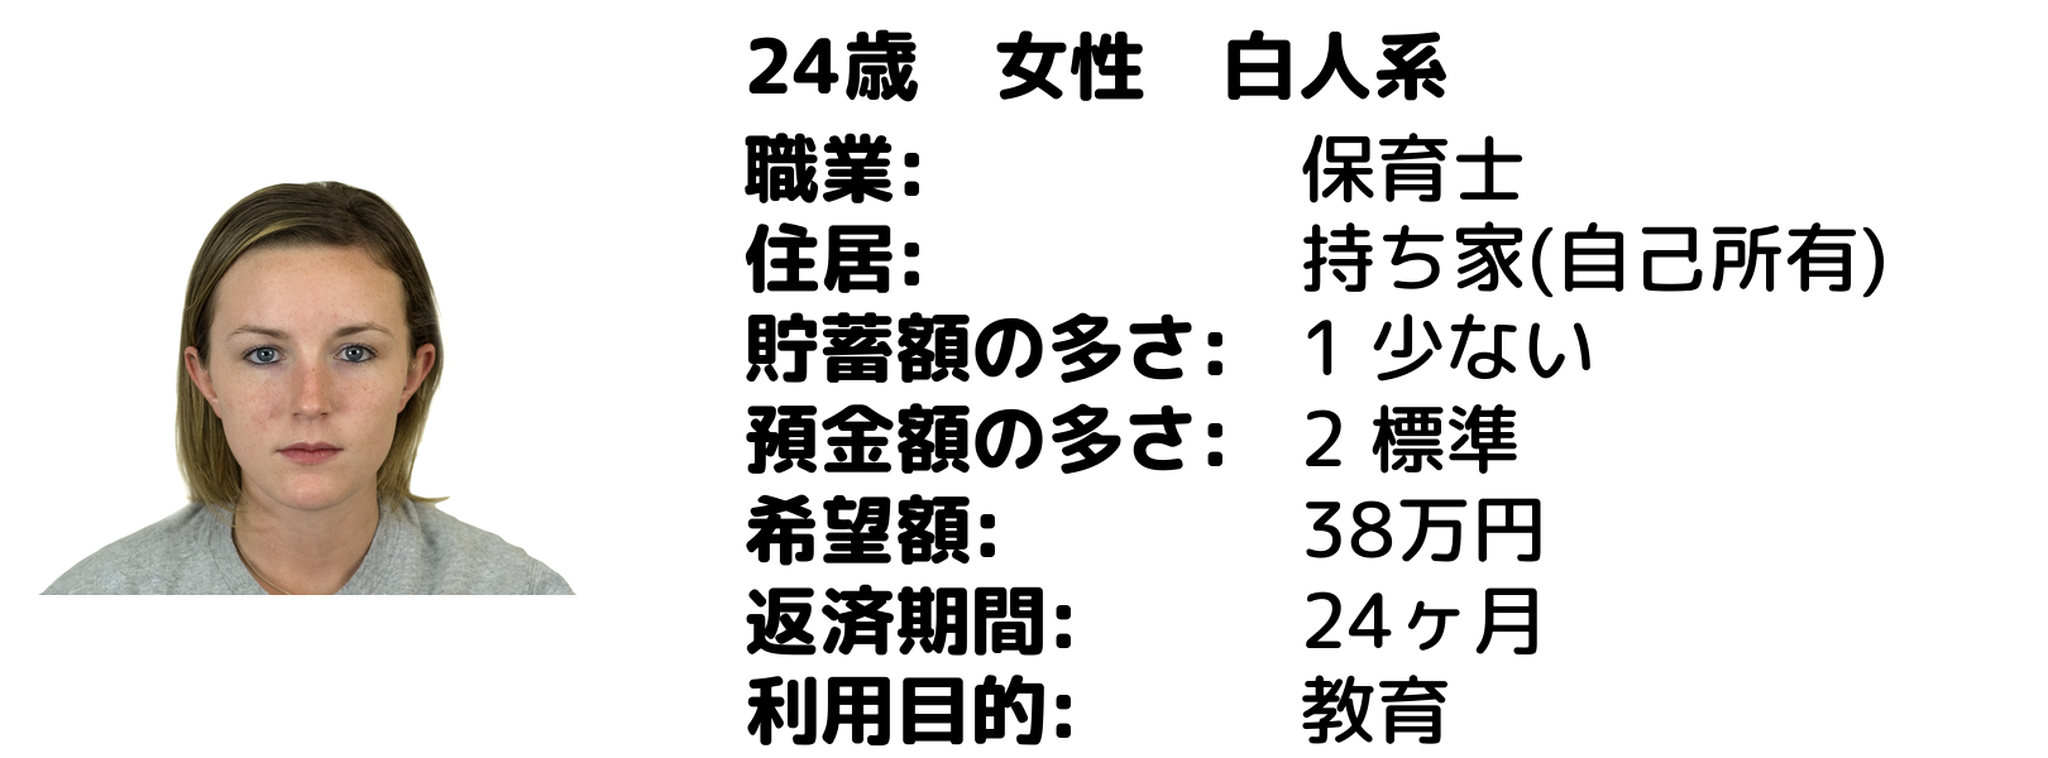 24歳　女性　白人系
職業: 保育士
住居: 持ち家(自己所有)
貯蓄額の多さ: 1 少ない
預金額の多さ: 2 標準
希望額: 38万円
返済期間: 24ヶ月
利用目的: 教育